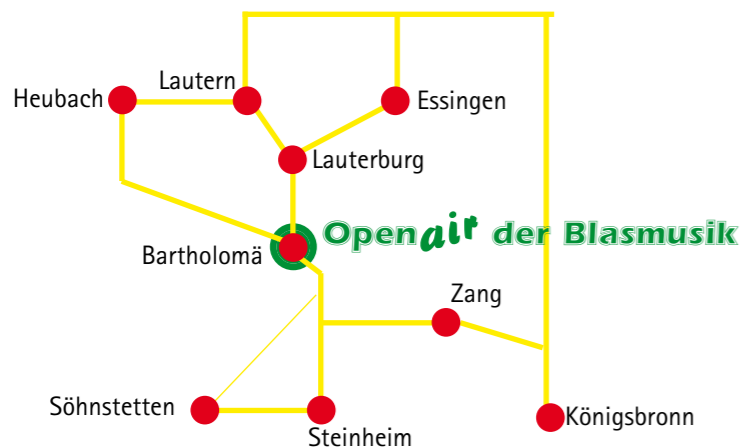 Lautern
Heubach
Essingen
Lauterburg
Openair der Blasmusik
Bartholomä
Zang
Söhnstetten
Königsbronn
Steinheim